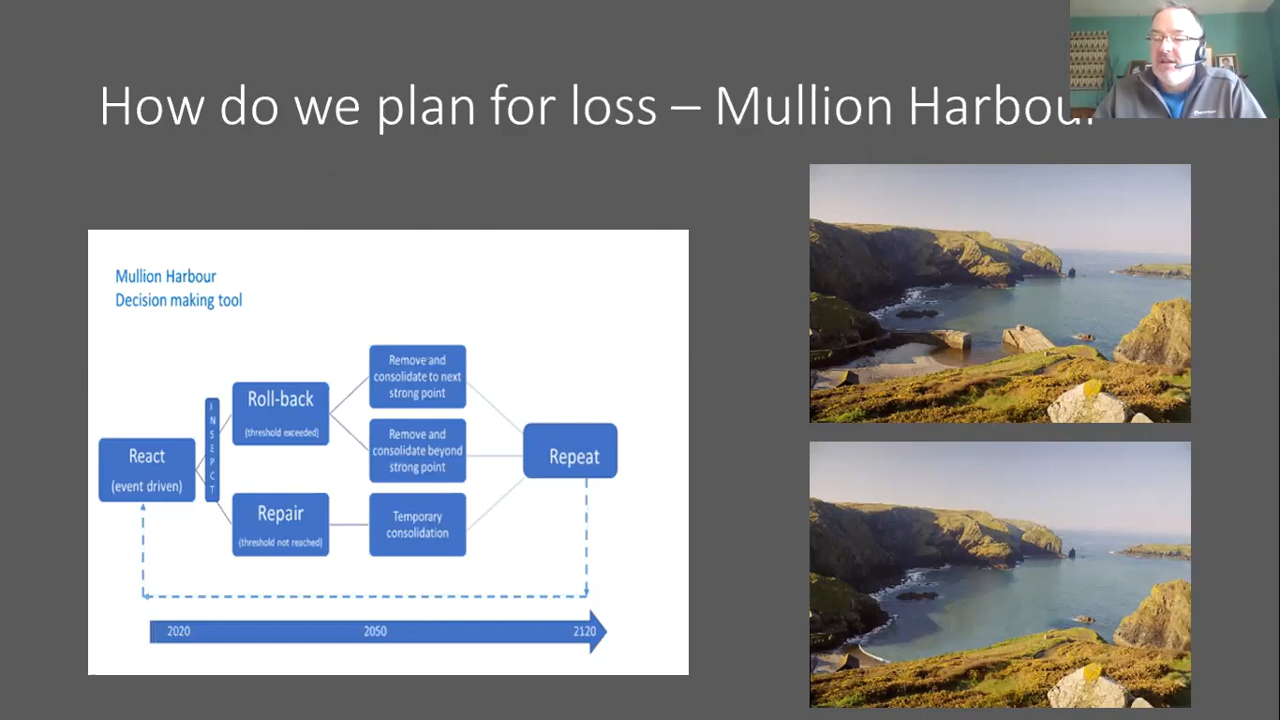 How do we plan for loss – Mullion Harbour
Mullion Harbour
Decision making tool
React
(event driven)
INSEPCT
Roll-back
(threshold exceeded)
Repair
(threshold not reached)
Remove and
consolidate to next
strong point
Remove and
consolidate beyond
strong point
Temporary
consolidation
Repeat
2020 2050 2120